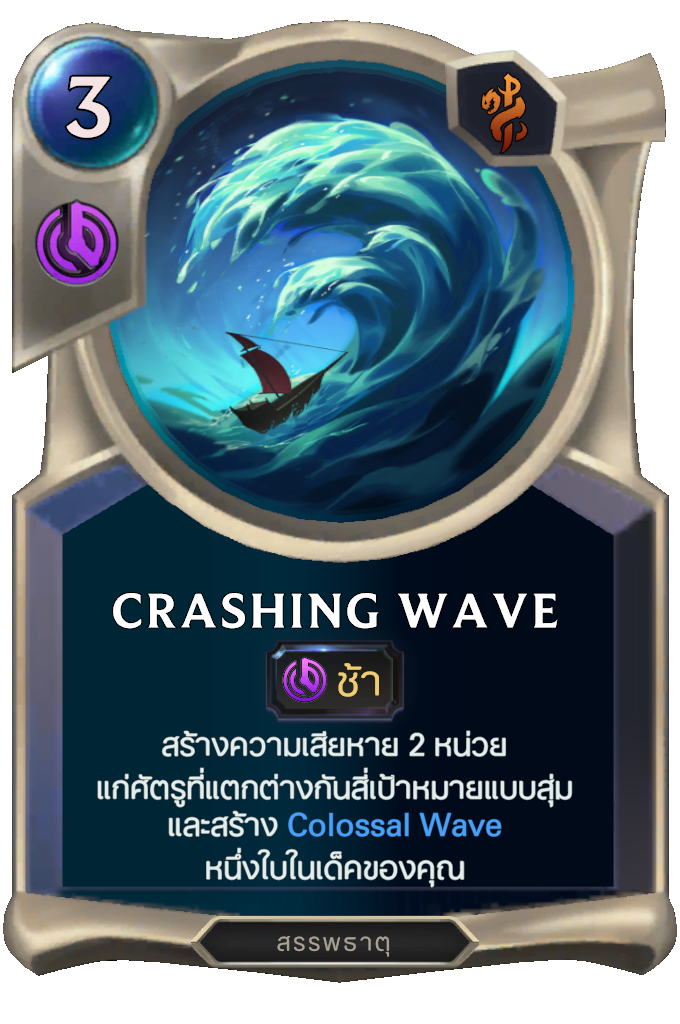 3
CRASHING WAVE
ช้า
สร้างความเสียหาย 2 หน่วย
แก่ศัตรูที่แตกต่างกันสี่เป้าหมายแบบสุ่ม
และสร้าง Colossal Wave
หนึ่งใบในเด็คของคุณ
สรรพธาตุ